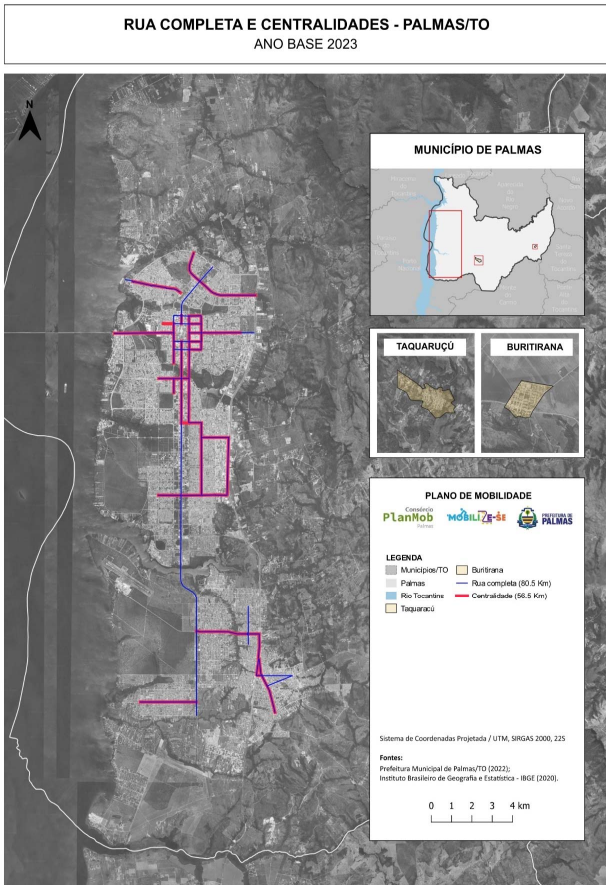 RUA COMPLETA E CENTRALIDADES - PALMAS/TO
ANO BASE 2023
N
MUNICÍPIO DE PALMAS
TAQUARUÇÚ
BURITIRANA
PLANO DE MOBILIDADE
Consórcio
PlanMob
Palmas
MOBILIZE-SE
PREFEITURA DE
PALMAS
LEGENDA
Municípios/TO
Buritirana
Palmas
Rua completa (80.5 Km)
Rio Tocantins
Centralidade (56.5 Km)
Taquaracú
Sistema de Coordenadas Projetada / UTM, SIRGAS 2000, 22S
Fontes:
Prefeitura Municipal de Palmas/TO (2022);
Instituto Brasileiro de Geografia e Estatística - IBGE (2020).
0 1 2 3 4 km